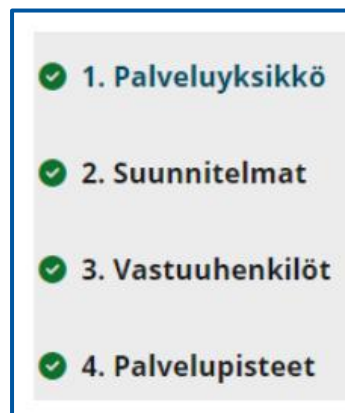 1. Palveluyksikkö
2. Suunnitelmat
3. Vastuuhenkilöt
4. Palvelupisteet